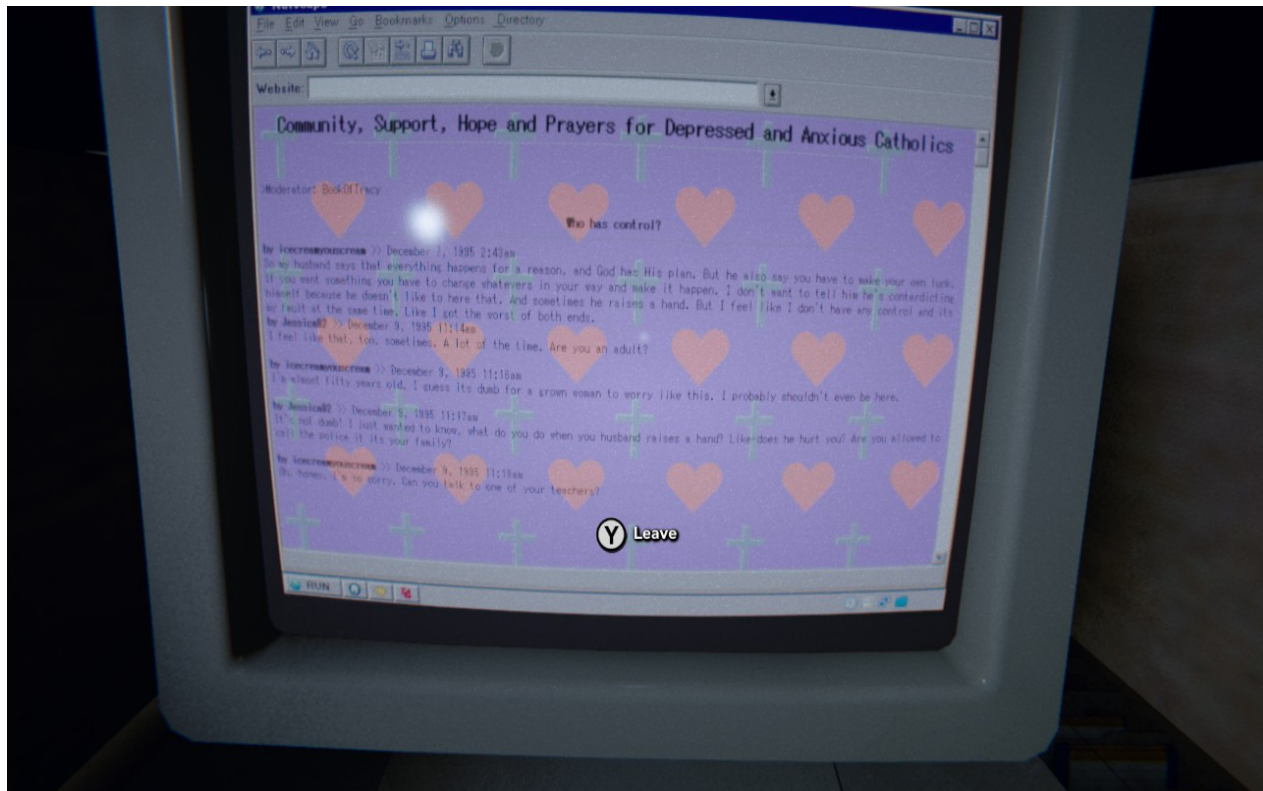 File Edit View Go Bookmarks Options Directory
Website:
Community, Support, Hope and Prayers for Depressed and Anxious Catholics
Moderator: BookOfTracy
Who has control?
by icecreamyouscream >> December 7, 1995 2:43am
So my husband says that everything happens for a reason, and God has His plan. But he also say you have to make your own luck.
If you want something you have to change whatevers in your way and make it happen. I don't want to tell him he's conterdicting
himself because he doesn't like to here that. And sometimes he raises a hand. But I feel like I don't have any control and its
my fault at the same time. Like I got the worst of both ends.
by Jessica82 >> December 9, 1995 11:14am
I feel like that, too, sometimes. A lot of the time. Are you an adult?
by icecreamyouscream >> December 9, 1995 11:16am
I'm almost fifty years old. I guess its dumb for a grown woman to worry like this. I probably shouldn't even be here.
by Jessica82 >> December 9, 1995 11:17am
It's not dumb! I just wanted to know, what do you do when you husband raises a hand? Like does he hurt you? Are you allowed to
call the police if its your family?
by icecreamyouscream >> December 9, 1995 11:18am
Oh, honey. I'm so sorry. Can you talk to one of your teachers?
Y Leave
RUN